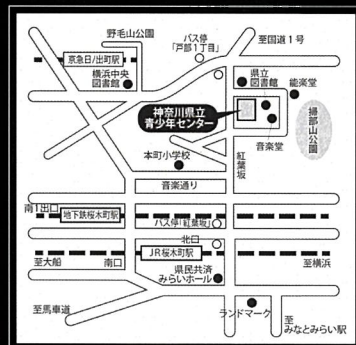 野毛山公園
バス停
「戸部1丁目」
至国道1号
京急日ノ出町駅
横浜中央
図書館
県立
図書館
能楽堂
神奈川県立
青少年センター
掃部山公園
音楽堂
本町小学校
紅葉坂
音楽通り
南1出口
地下鉄桜木町駅
バス停「紅葉坂」
北口
JR桜木町駅
至大船
南口
至横浜
県民共済
みらいホール
至馬車道
ランドマーク
至
みなとみらい駅